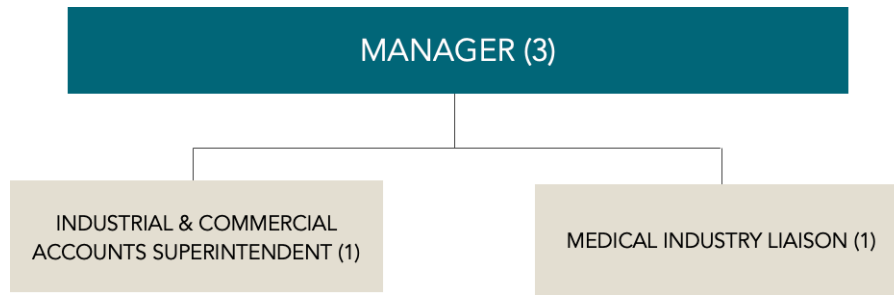 MANAGER (3)
INDUSTRIAL & COMMERCIAL
ACCOUNTS SUPERINTENDENT (1)
MEDICAL INDUSTRY LIAISON (1)